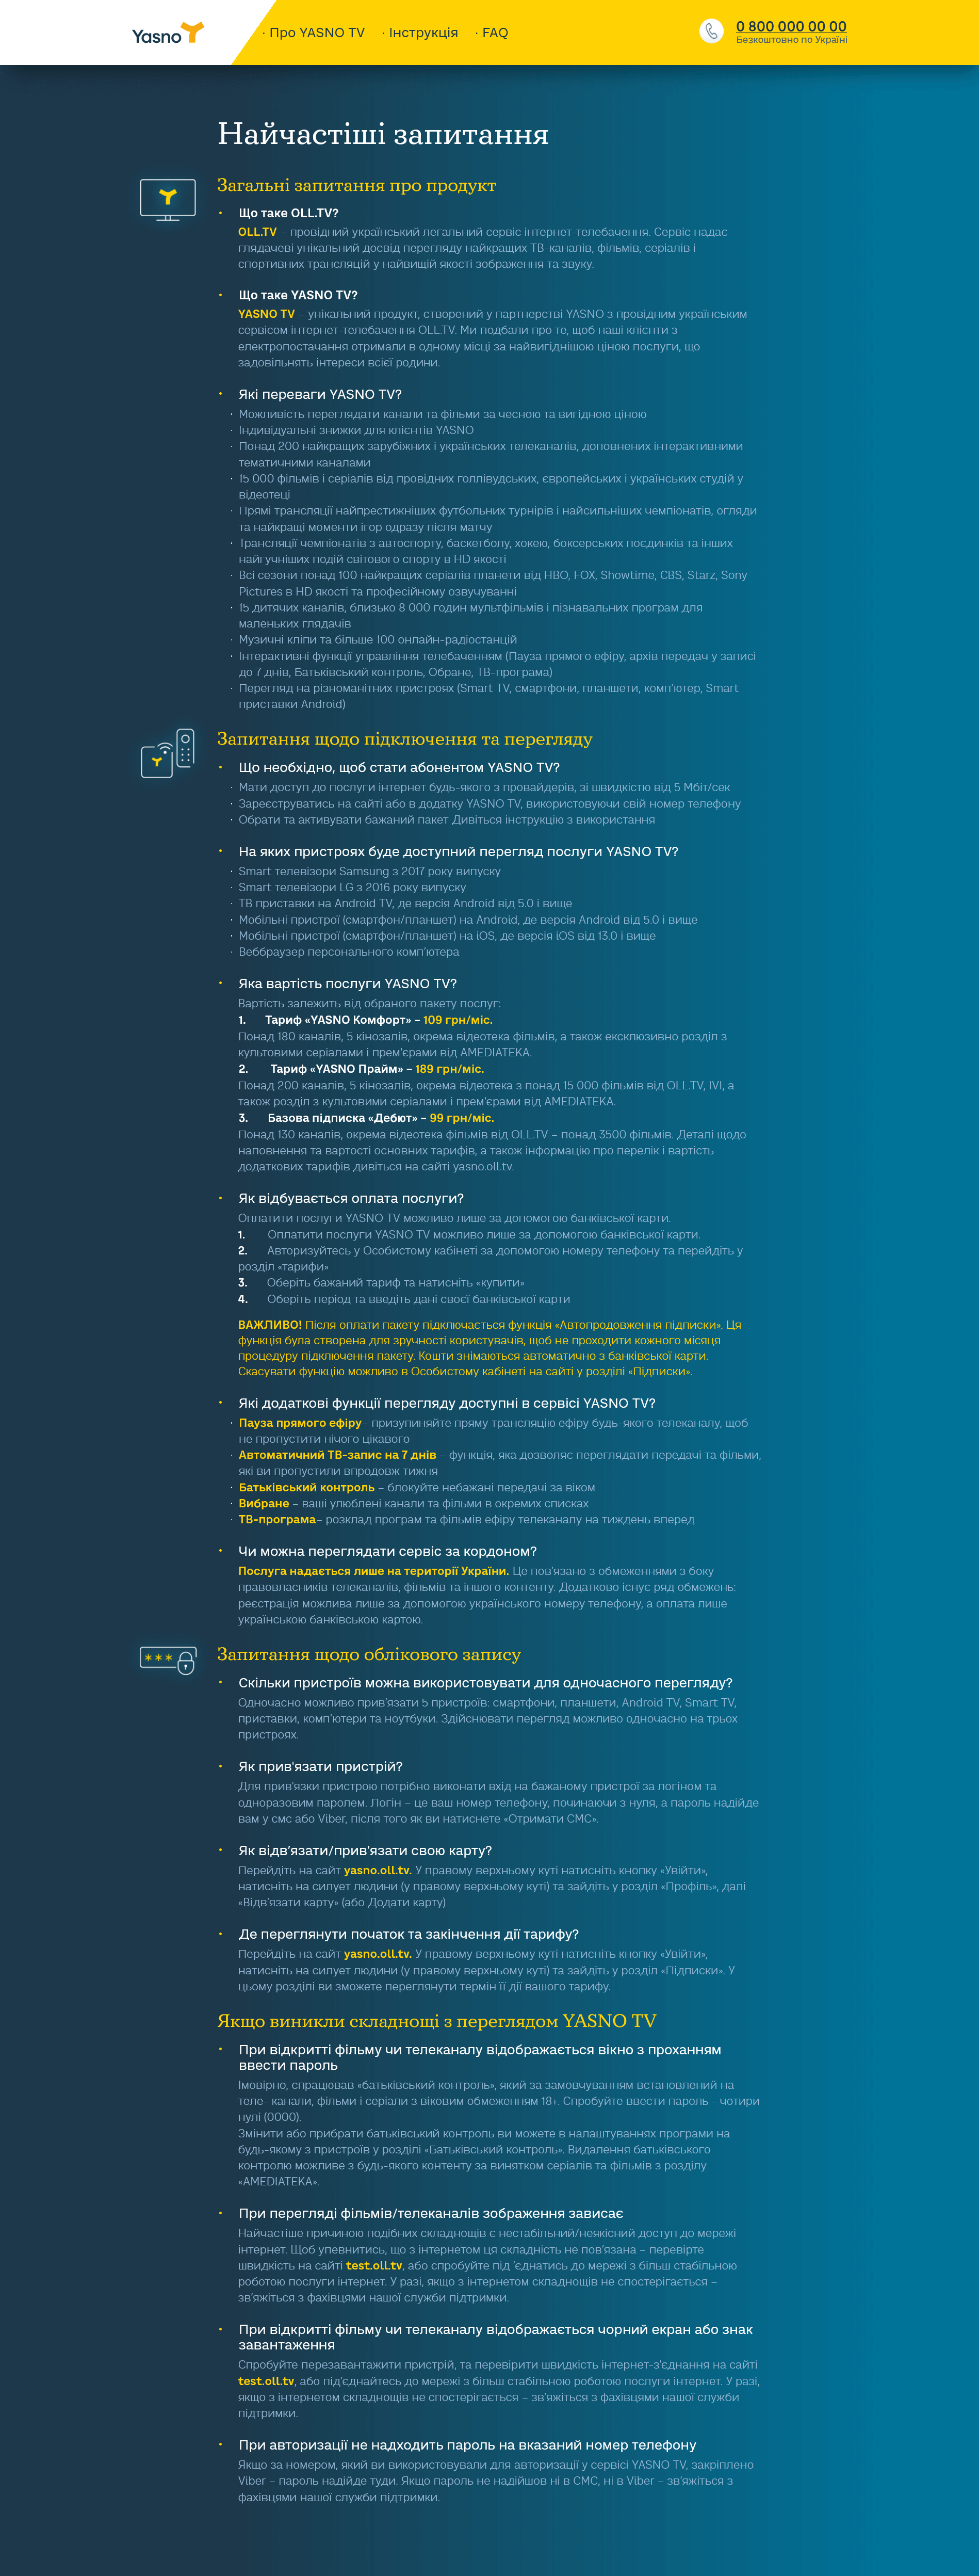 Yasno
· Про YASNO TV · Інструкція · FAQ
0 800 000 00 00
Безкоштовно по Україні
Найчастіші запитання
Загальні запитання про продукт
• Що таке OLL.TV?
OLL.TV – провідний український легальний сервіс інтернет-телебачення. Сервіс надає
глядачеві унікальний досвід перегляду найкращих ТВ-каналів, фільмів, серіалів і
спортивних трансляцій у найвищій якості зображення та звуку.
• Що таке YASNO TV?
YASNO TV – унікальний продукт, створений у партнерстві YASNO з провідним українським
сервісом інтернет-телебачення OLL.TV. Ми подбали про те, щоб наші клієнти з
електропостачання отримали в одному місці за найвигіднішою ціною послуги, що
задовільнять інтереси всієї родини.
• Які переваги YASNO TV?
· Можливість переглядати канали та фільми за чесною та вигідною ціною
· Індивідуальні знижки для клієнтів YASNO
· Понад 200 найкращих зарубіжних і українських телеканалів, доповнених інтерактивними
тематичними каналами
· 15 000 фільмів і серіалів від провідних голлівудських, європейських і українських студій у
відеотеці
· Прямі трансляції найпрестижніших футбольних турнірів і найсильніших чемпіонатів, огляди
та найкращі моменти ігор одразу після матчу
· Трансляції чемпіонатів з автоспорту, баскетболу, хокею, боксерських поєдинків та інших
найгучніших подій світового спорту в HD якості
· Всі сезони понад 100 найкращих серіалів планети від HBO, FOX, Showtime, CBS, Starz, Sony
Pictures в HD якості та професійному озвучуванні
· 15 дитячих каналів, близько 8 000 годин мультфільмів і пізнавальних програм для
маленьких глядачів
· Музичні кліпи та більше 100 онлайн-радіостанцій
· Інтерактивні функції управління телебаченням (Пауза прямого ефіру, архів передач у записі
до 7 днів, Батьківський контроль, Обране, ТВ-програма)
· Перегляд на різноманітних пристроях (Smart TV, смартфони, планшети, комп'ютер, Smart
приставки Android)
Запитання щодо підключення та перегляду
• Що необхідно, щоб стати абонентом YASNO TV?
· Мати доступ до послуги інтернет будь-якого з провайдерів, зі швидкістю від 5 Мбіт/сек
· Зареєструватись на сайті або в додатку YASNO TV, використовуючи свій номер телефону
· Обрати та активувати бажаний пакет Дивіться інструкцію з використання
• На яких пристроях буде доступний перегляд послуги YASNO TV?
· Smart телевізори Samsung з 2017 року випуску
· Smart телевізори LG з 2016 року випуску
· ТВ приставки на Android TV, де версія Android від 5.0 і вище
· Мобільні пристрої (смартфон/планшет) на Android, де версія Android від 5.0 і вище
· Мобільні пристрої (смартфон/планшет) на iOS, де версія iOS від 13.0 і вище
· Веббраузер персонального комп'ютера
• Яка вартість послуги YASNO TV?
Вартість залежить від обраного пакету послуг:
1. Тариф «YASNO Комфорт» – 109 грн/міс.
Понад 180 каналів, 5 кінозалів, окрема відеотека фільмів, а також ексклюзивно розділ з
культовими серіалами і прем'єрами від AMEDIATEKA.
2. Тариф «YASNO Прайм» – 189 грн/міс.
Понад 200 каналів, 5 кінозалів, окрема відеотека з понад 15 000 фільмів від OLL.TV, IVI, а
також розділ з культовими серіалами і прем'єрами від AMEDIATEKA.
3. Базова підписка «Дебют» – 99 грн/міс.
Понад 130 каналів, окрема відеотека фільмів від OLL.TV – понад 3500 фільмів. Деталі щодо
наповнення та вартості основних тарифів, а також інформацію про перелік і вартість
додаткових тарифів дивіться на сайті yasno.oll.tv.
• Як відбувається оплата послуги?
Оплатити послуги YASNO TV можливо лише за допомогою банківської карти.
1. Оплатити послуги YASNO TV можливо лише за допомогою банківської карти.
2. Авторизуйтесь у Особистому кабінеті за допомогою номеру телефону та перейдіть у
розділ «тарифи»
3. Оберіть бажаний тариф та натисніть «купити»
4. Оберіть період та введіть дані своєї банківської карти
ВАЖЛИВО! Після оплати пакету підключається функція «Автопродовження підписки». Ця
функція була створена для зручності користувачів, щоб не проходити кожного місяця
процедуру підключення пакету. Кошти знімаються автоматично з банківської карти.
Скасувати функцію можливо в Особистому кабінеті на сайті у розділі «Підписки».
• Які додаткові функції перегляду доступні в сервісі YASNO TV?
· Пауза прямого ефіру– призупиняйте пряму трансляцію ефіру будь-якого телеканалу, щоб
не пропустити нічого цікавого
· Автоматичний ТВ-запис на 7 днів – функція, яка дозволяє переглядати передачі та фільми,
які ви пропустили впродовж тижня
· Батьківський контроль – блокуйте небажані передачі за віком
· Вибране – ваші улюблені канали та фільми в окремих списках
· ТВ-програма– розклад програм та фільмів ефіру телеканалу на тиждень вперед
• Чи можна переглядати сервіс за кордоном?
Послуга надається лише на території України. Це пов'язано з обмеженнями з боку
правовласників телеканалів, фільмів та іншого контенту. Додатково існує ряд обмежень:
реєстрація можлива лише за допомогою українського номеру телефону, а оплата лише
українською банківською картою.
Запитання щодо облікового запису
• Скільки пристроїв можна використовувати для одночасного перегляду?
Одночасно можливо прив'язати 5 пристроїв: смартфони, планшети, Android TV, Smart TV,
приставки, комп'ютери та ноутбуки. Здійснювати перегляд можливо одночасно на трьох
пристроях.
• Як прив'язати пристрій?
Для прив'язки пристрою потрібно виконати вхід на бажаному пристрої за логіном та
одноразовим паролем. Логін – це ваш номер телефону, починаючи з нуля, а пароль надійде
вам у смс або Viber, після того як ви натиснете «Отримати СМС».
• Як відв'язати/прив'язати свою карту?
Перейдіть на сайт yasno.oll.tv. У правому верхньому куті натисніть кнопку «Увійти»,
натисніть на силует людини (у правому верхньому куті) та зайдіть у розділ «Профіль», далі
«Відв'язати карту» (або Додати карту)
• Де переглянути початок та закінчення дії тарифу?
Перейдіть на сайт yasno.oll.tv. У правому верхньому куті натисніть кнопку «Увійти»,
натисніть на силует людини (у правому верхньому куті) та зайдіть у розділ «Підписки». У
цьому розділі ви зможете переглянути термін її дії вашого тарифу.
Якщо виникли складнощі з переглядом YASNO TV
• При відкритті фільму чи телеканалу відображається вікно з проханням
ввести пароль
Імовірно, спрацював «батьківський контроль», який за замовчуванням встановлений на
теле- канали, фільми і серіали з віковим обмеженням 18+. Спробуйте ввести пароль - чотири
нулі (0000).
Змінити або прибрати батьківський контроль ви можете в налаштуваннях програми на
будь-якому з пристроїв у розділі «Батьківський контроль». Видалення батьківського
контролю можливе з будь-якого контенту за винятком серіалів та фільмів з розділу
«AMEDIATEKA».
• При перегляді фільмів/телеканалів зображення зависає
Найчастіше причиною подібних складнощів є нестабільний/неякісний доступ до мережі
інтернет. Щоб упевнитись, що з інтернетом ця складність не пов'язана – перевірте
швидкість на сайті test.oll.tv, або спробуйте під 'єднатись до мережі з більш стабільною
роботою послуги інтернет. У разі, якщо з інтернетом складнощів не спостерігається –
зв'яжіться з фахівцями нашої служби підтримки.
• При відкритті фільму чи телеканалу відображається чорний екран або знак
завантаження
Спробуйте перезавантажити пристрій, та перевірити швидкість інтернет-з'єднання на сайті
test.oll.tv, або під'єднайтесь до мережі з більш стабільною роботою послуги інтернет. У разі,
якщо з інтернетом складнощів не спостерігається – зв'яжіться з фахівцями нашої служби
підтримки.
• При авторизації не надходить пароль на вказаний номер телефону
Якщо за номером, який ви використовували для авторизації у сервісі YASNO TV, закріплено
Viber – пароль надійде туди. Якщо пароль не надійшов ні в СМС, ні в Viber – зв'яжіться з
фахівцями нашої служби підтримки.